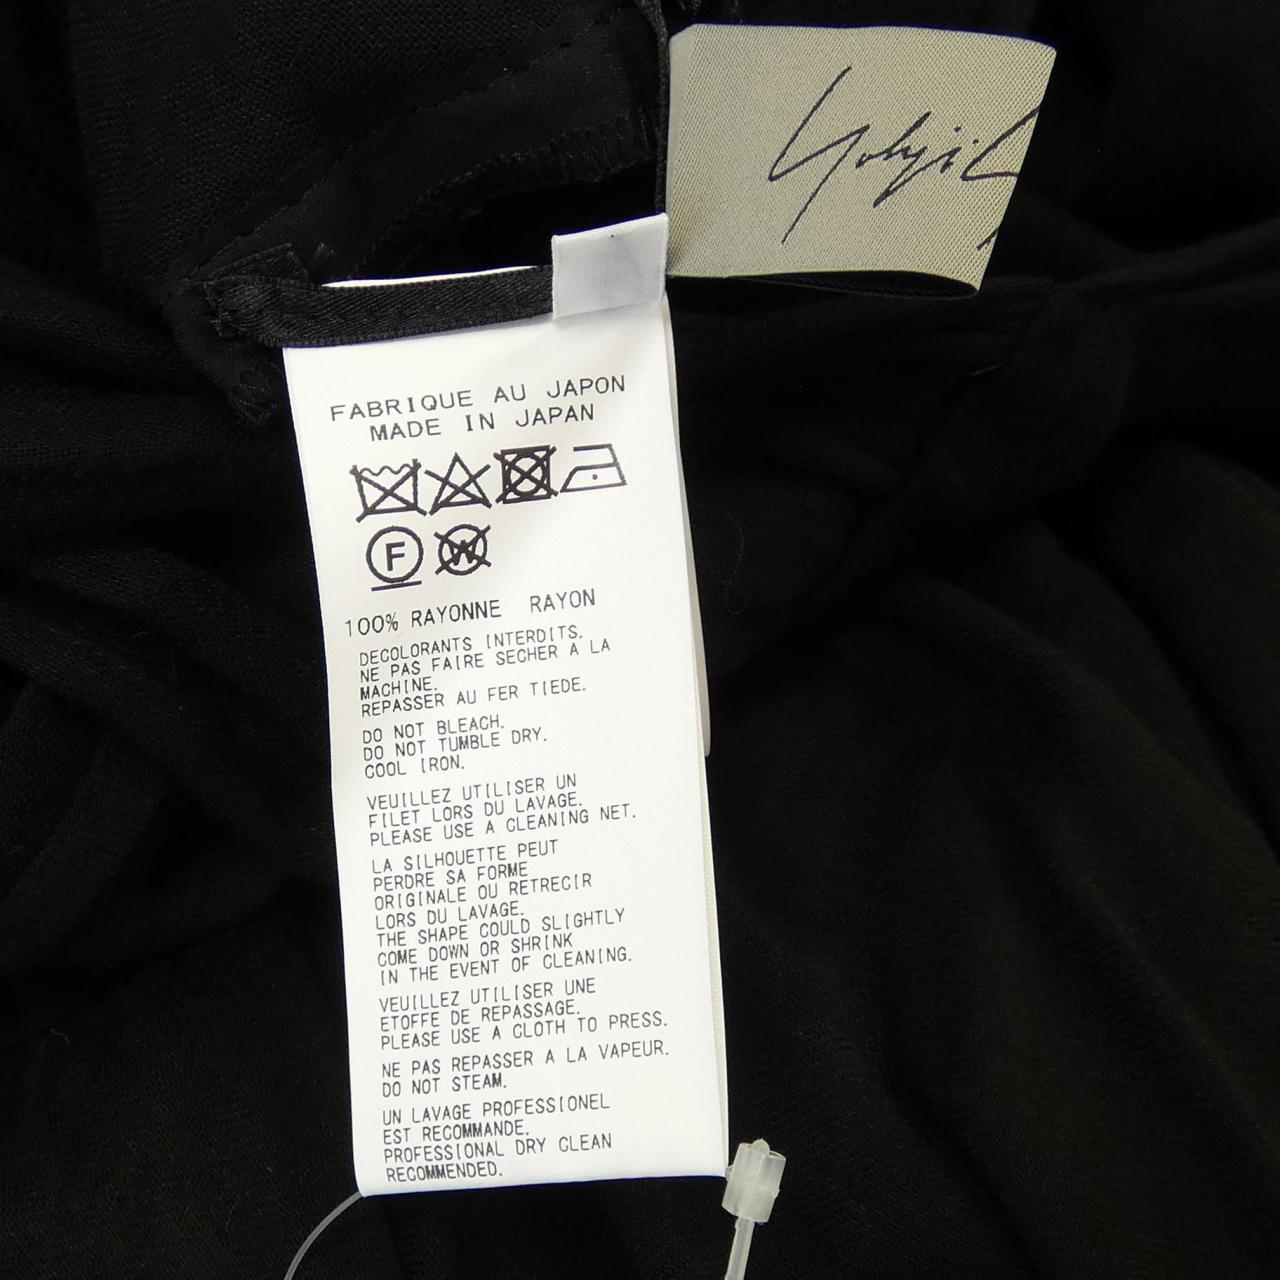 Yohji
FABRIQUE AU JAPON
MADE IN JAPAN
F W
100% RAYONNE RAYON
DECOLORANTS INTERDITS.
NE PAS FAIRE SECHER A LA
MACHINE.
REPASSER AU FER TIEDE.
DO NOT BLEACH.
DO NOT TUMBLE DRY.
COOL IRON.
VEUILLEZ UTILISER UN
FILET LORS DU LAVAGE.
PLEASE USE A CLEANING NET.
LA SILHOUETTE PEUT
PERDRE SA FORME
ORIGINALE OU RETRECIR
LORS DU LAVAGE.
THE SHAPE COULD SLIGHTLY
COME DOWN OR SHRINK
IN THE EVENT OF CLEANING.
VEUILLEZ UTILISER UNE
ETOFFE DE REPASSAGE.
PLEASE USE A CLOTH TO PRESS.
NE PAS REPASSER A LA VAPEUR.
DO NOT STEAM.
UN LAVAGE PROFESSIONEL
EST RECOMMANDE.
PROFESSIONAL DRY CLEAN
RECOMMENDED.